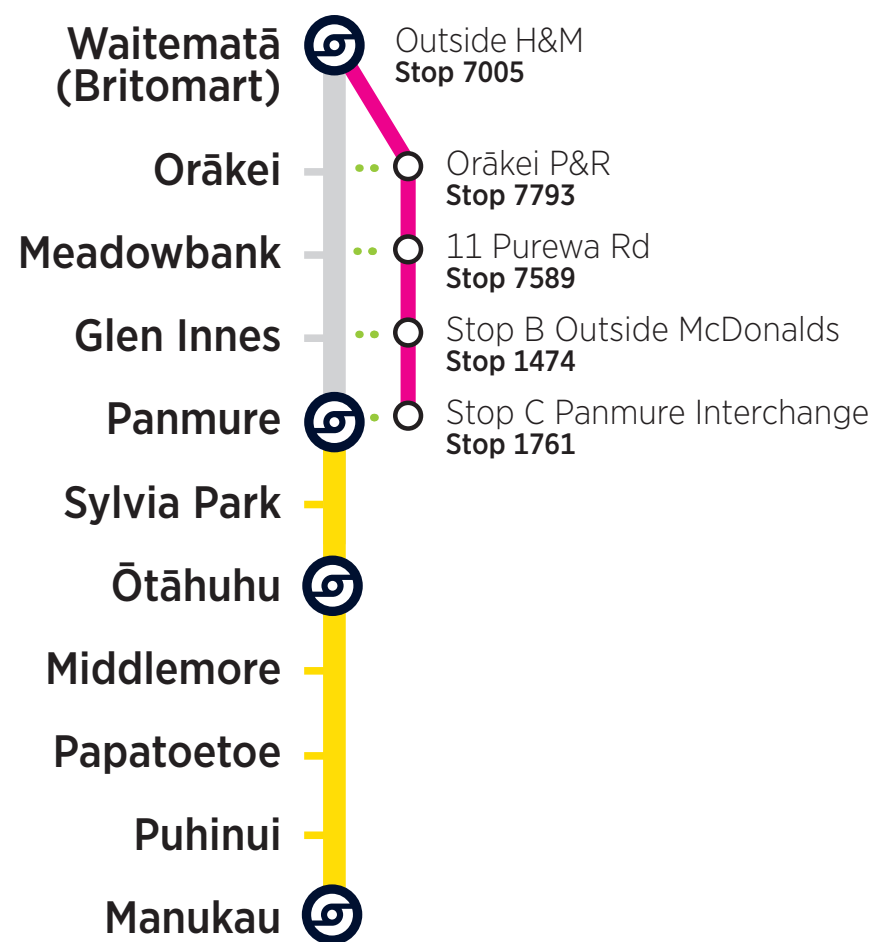 Waitematā
(Britomart)
Outside H&M
Stop 7005
Orākei
Orākei P&R
Stop 7793
Meadowbank
11 Purewa Rd
Stop 7589
Glen Innes
Stop B Outside McDonalds
Stop 1474
Panmure
Stop C Panmure Interchange
Stop 1761
Sylvia Park
Ōtāhuhu
Middlemore
Papatoetoe
Puhinui
Manukau